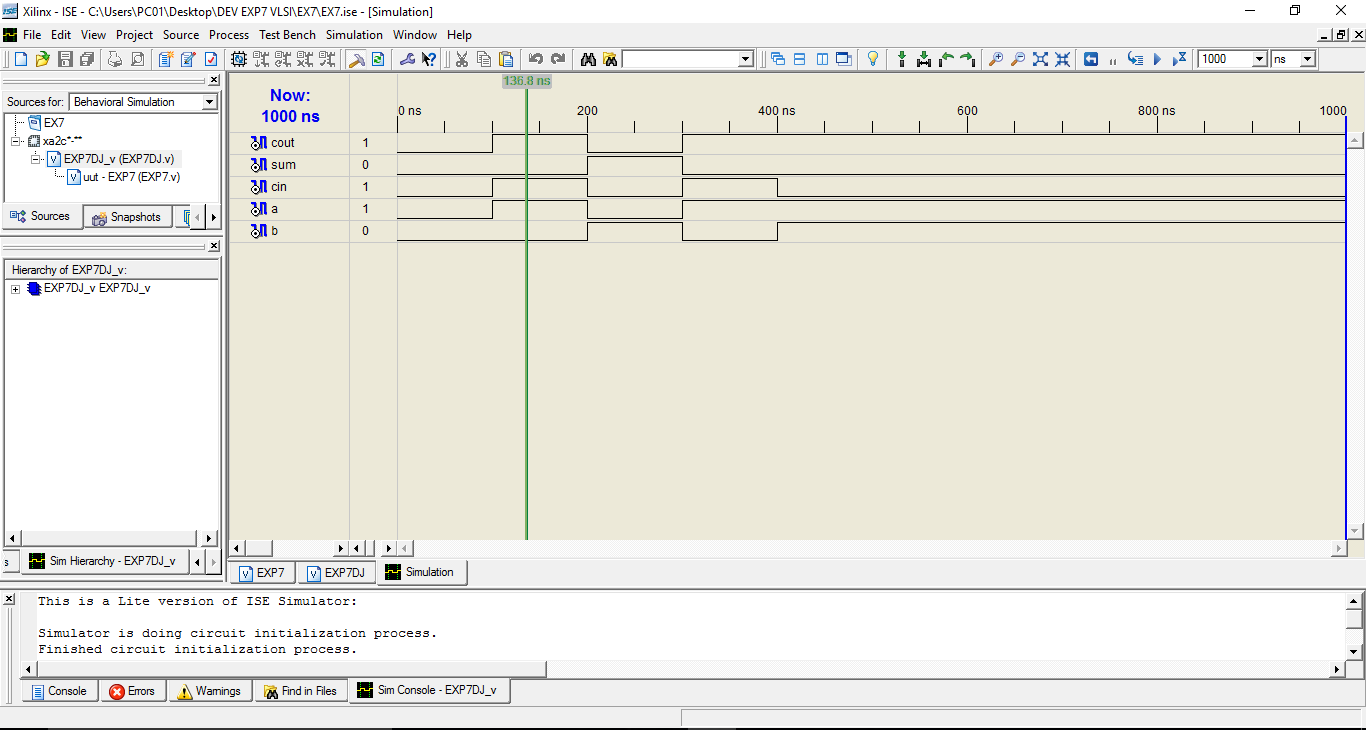 Xilinx - ISE - C:\Users\PC01\Desktop\DEV EXP7 VLSI\EX7\EX7.ise - [Simulation]
File Edit View Project Source Process Test Bench Simulation Window Help
1000 ns
Sources for: Behavioral Simulation
EX7
xa2c*-**
EXP7DJ_v (EXP7DJ.v)
uut - EXP7 (EXP7.v)
Sources Snapshots
Hierarchy of EXP7DJ_v:
EXP7DJ_v EXP7DJ_v
s Sim Hierarchy - EXP7DJ_v
136.8 ns
Now:
1000 ns
0 ns 200 400 ns 600 800 ns 1000
cout 1
sum 0
cin 1
a 1
b 0
EXP7 EXP7DJ Simulation
This is a Lite version of ISE Simulator:
Simulator is doing circuit initialization process.
Finished circuit initialization process.
Console Errors Warnings Find in Files Sim Console - EXP7DJ_v